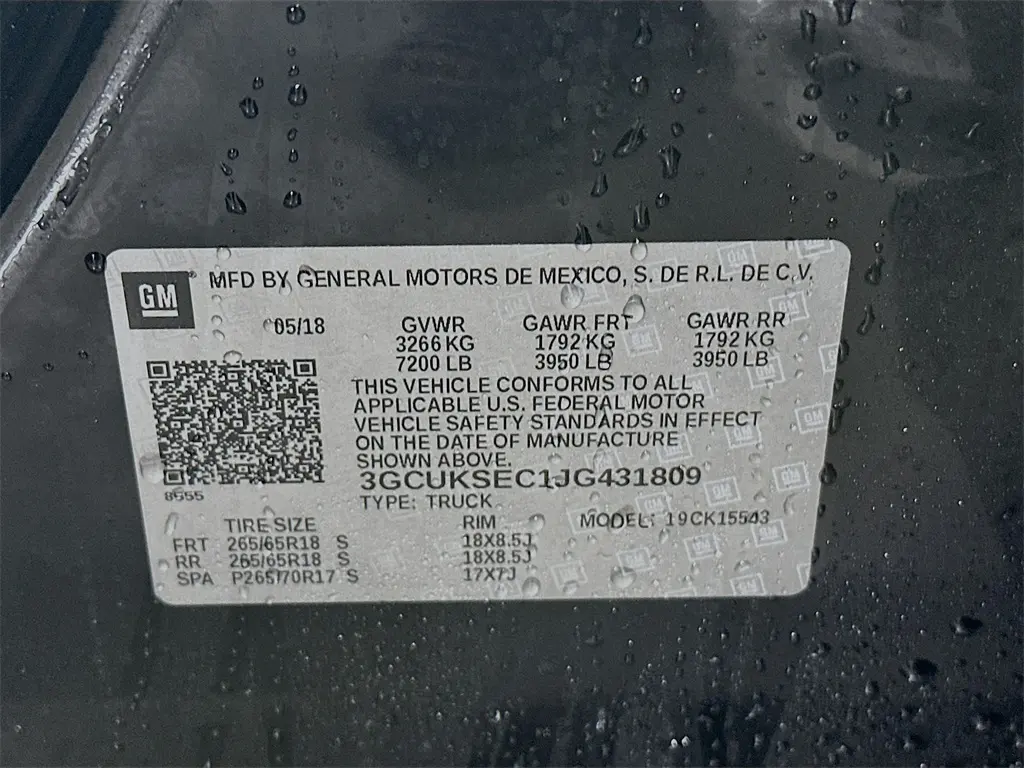 GM
MFD BY GENERAL MOTORS DE MEXICO, S. DE R.L. DE C.V.
05/18 GVWR GAWR FRT GAWR RR
3266 KG 1792 KG 1792 KG
7200 LB 3950 LB 3950 LB
THIS VEHICLE CONFORMS TO ALL
APPLICABLE U.S. FEDERAL MOTOR
VEHICLE SAFETY STANDARDS IN EFFECT
ON THE DATE OF MANUFACTURE
SHOWN ABOVE.
3GCUKSEC1JG431809
8555
TYPE: TRUCK
TIRE SIZE RIM MODEL: 19CK15543
FRT 265/65R18 S 18X8.5J
RR 265/65R18 S 18X8.5J
SPA P265/70R17 S 17X7J